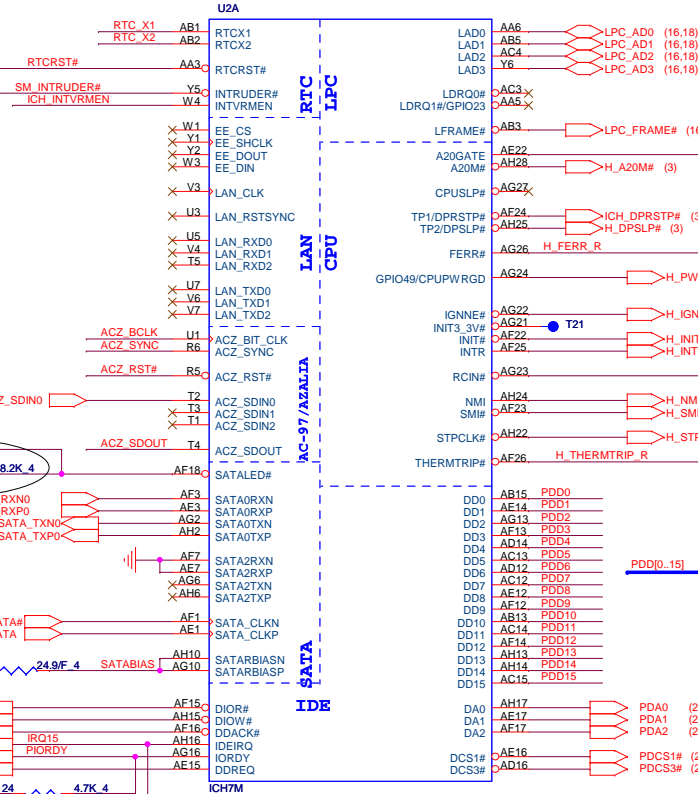 U2A
RTC_X1 AB1 RTCX1 AA6 LAD0 LPC_AD0 (16,18)
RTC_X2 AB2 RTCX2 AB5 LAD1 LPC_AD1 (16,18)
AC4 LAD2 LPC_AD2 (16,18)
RTCRST# AA3 RTCRST# Y6 LAD3 LPC_AD3 (16,18)
SM_INTRUDER# Y5 INTRUDER# LDRQ0# AC3
ICH_INTVRMEN W4 INTVRMEN LDRQ1#/GPIO23 AA5
RTC LPC
W1 EE_CS LFRAME# AB3 LPC_FRAME# (16
Y1 EE_SHCLK
Y2 EE_DOUT A20GATE AE22
W3 EE_DIN A20M# AH28 H_A20M# (3)
V3 LAN_CLK CPUSLP# AG27
U3 LAN_RSTSYNC TP1/DPRSTP# AF24 ICH_DPRSTP# (3
TP2/DPSLP# AH25 H_DPSLP# (3)
U5 LAN_RXD0
V4 LAN_RXD1 FERR# AG26 H_FERR_R
T5 LAN_RXD2
LAN CPU
GPIO49/CPUPWRGD AG24 H_PW
U7 LAN_TXD0
V6 LAN_TXD1
V7 LAN_TXD2 IGNNE# AG22 H_IGN
INIT3_3V# AG21 T21
ACZ_BCLK U1 ACZ_BIT_CLK INIT# AF22 H_INIT
ACZ_SYNC R6 ACZ_SYNC INTR AF25 H_INT
ACZ_RST# R5 ACZ_RST# RCIN# AG23
AC-97/AZALIA
Z_SDIN0 T2 ACZ_SDIN0 NMI AH24 H_NM
T3 ACZ_SDIN1 SMI# AF23 H_SM
T1 ACZ_SDIN2
STPCLK# AH22 H_STP
ACZ_SDOUT T4 ACZ_SDOUT
THERMTRIP# AF26 H_THERMTRIP_R
8.2K_4 AF18 SATALED#
RXN0 AF3 SATA0RXN DD0 AB15 PDD0
RXP0 AE3 SATA0RXP DD1 AE14 PDD1
SATA_TXN0 AG2 SATA0TXN DD2 AG13 PDD2
SATA_TXP0 AH2 SATA0TXP DD3 AF13 PDD3
DD4 AD14 PDD4
AF7 SATA2RXN DD5 AC13 PDD5
AE7 SATA2RXP DD6 AD12 PDD6 PDD[0..15]
AG6 SATA2TXN DD7 AC12 PDD7
AH6 SATA2TXP DD8 AE12 PDD8
DD9 AF12 PDD9
ATA# AF1 SATA_CLKN DD10 AB13 PDD10
ATA AE1 SATA_CLKP DD11 AC14 PDD11
DD12 AF14 PDD12
AH10 SATARBIASN DD13 AH13 PDD13
24.9/F_4 SATABIAS AG10 SATARBIASP DD14 AH14 PDD14
DD15 AC15 PDD15
SATA
IDE
AF15 DIOR# DA0 AH17 PDA0 (2
AH15 DIOW# DA1 AE17 PDA1 (2
AF16 DDACK# DA2 AF17 PDA2 (2
IRQ15 AH16 IDEIRQ
PIORDY AG16 IORDY DCS1# AE16 PDCS1# (2
AE15 DDREQ DCS3# AD16 PDCS3# (2
24 4.7K_4 ICH7M